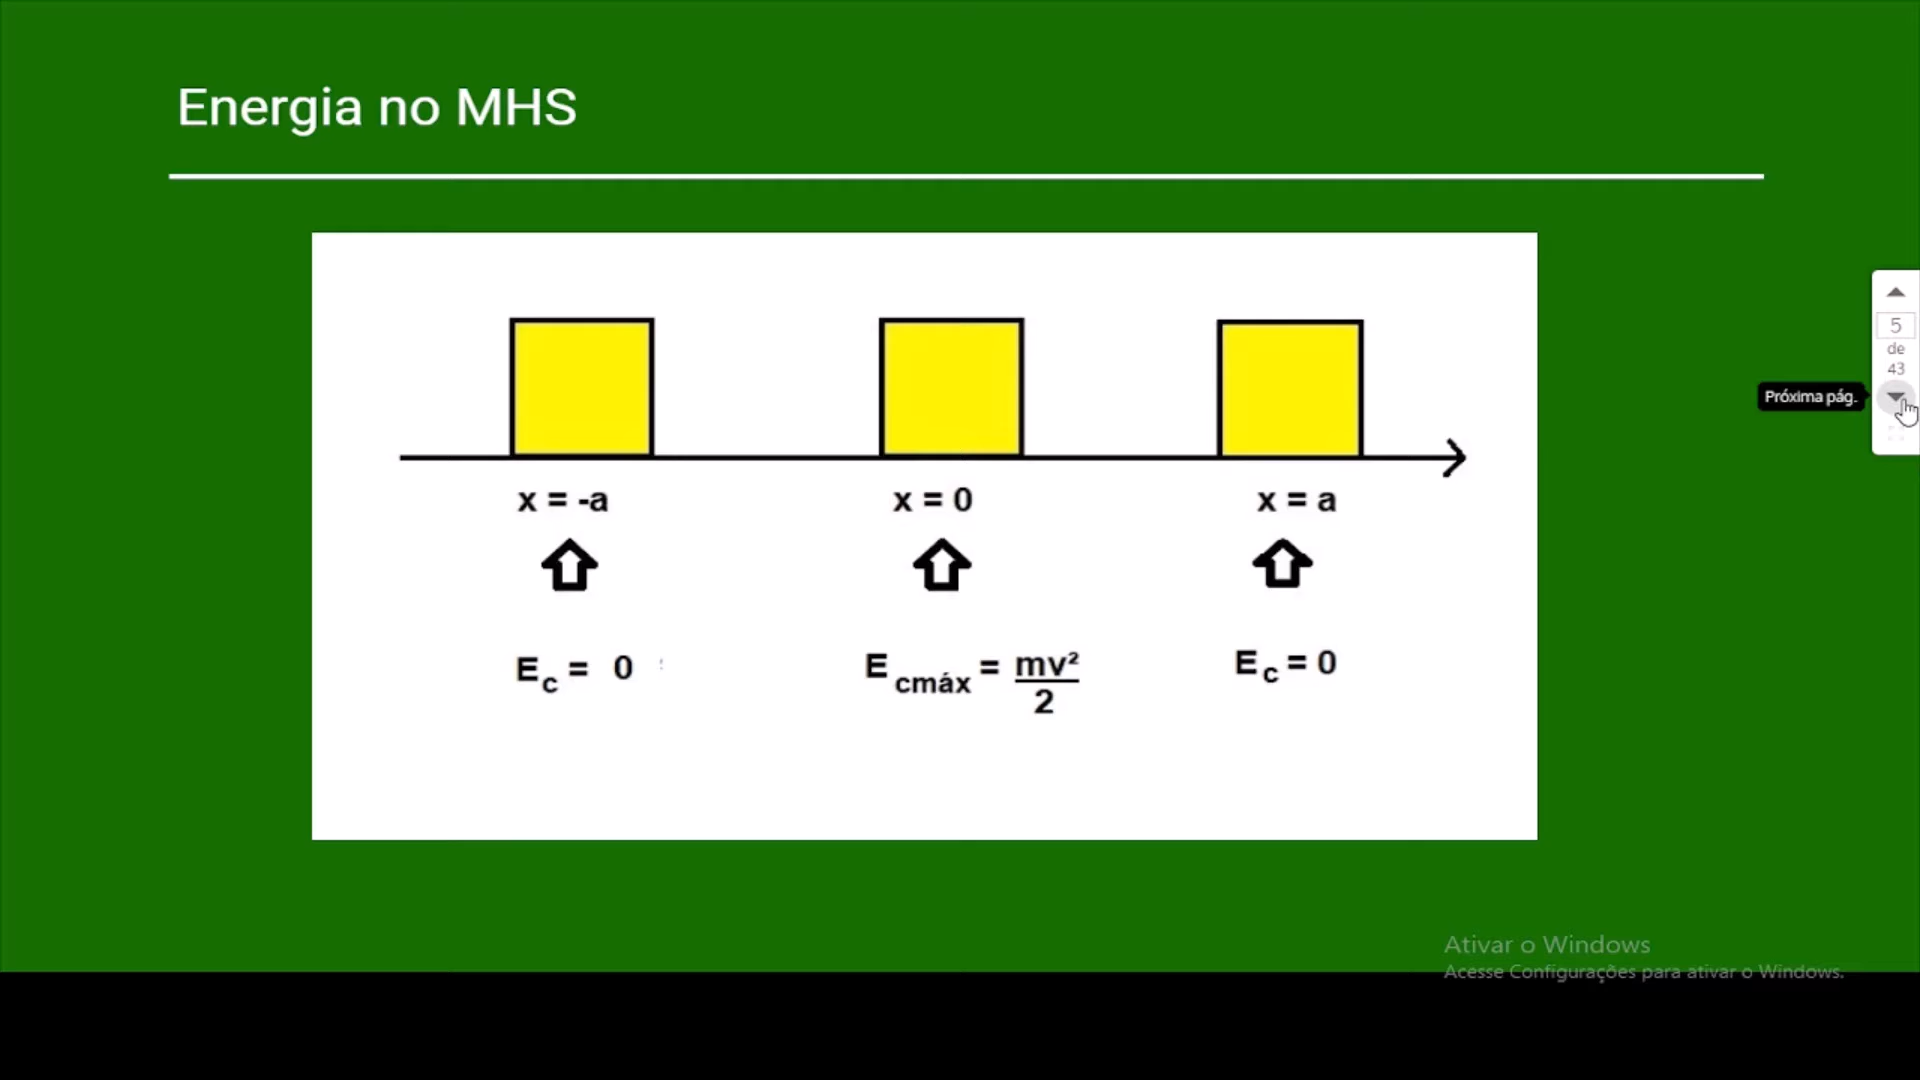 Energia no MHS
5
de
43
Próxima pág.
x = -a
x = 0
x = a
E c = 0
E cmáx = mv²/2
E c = 0
Ativar o Windows
Acesse Configurações para ativar o Windows.